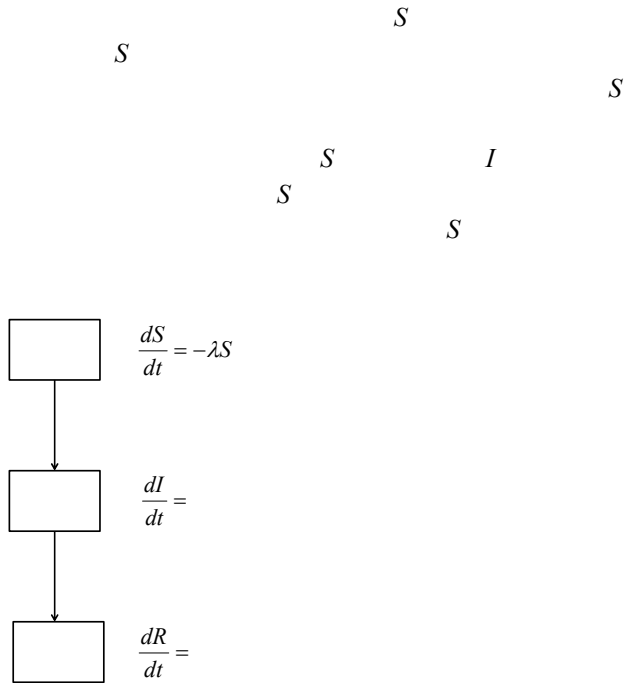 S
S
S
S I
S
S
dS/dt = −λS
dI/dt =
dR/dt =